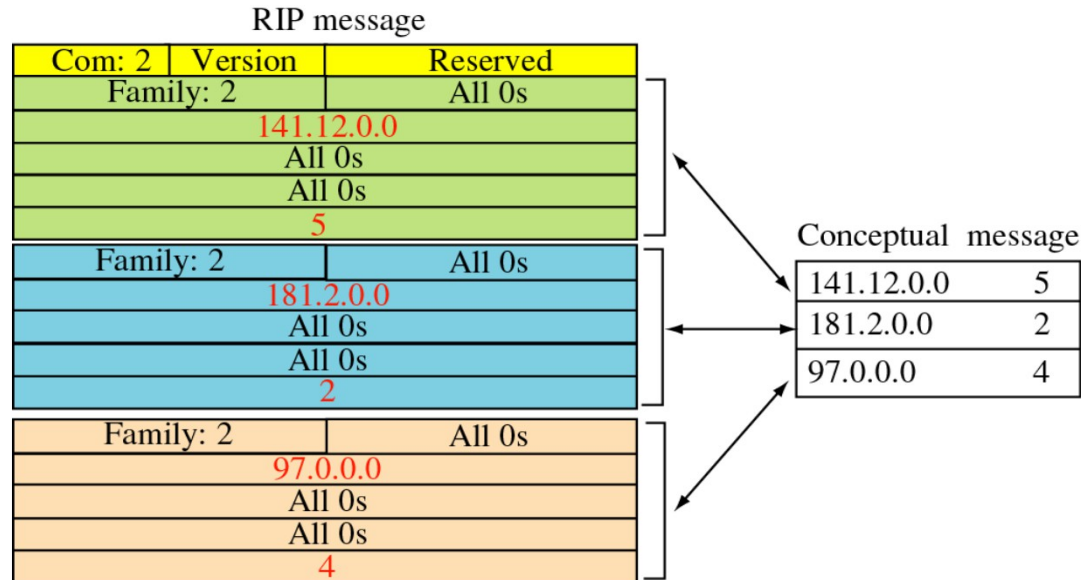 RIP message
Com: 2 Version Reserved
Family: 2 All 0s
141.12.0.0
All 0s
All 0s
5
Family: 2 All 0s
181.2.0.0
All 0s
All 0s
2
Family: 2 All 0s
97.0.0.0
All 0s
All 0s
4
Conceptual message
141.12.0.0 5
181.2.0.0 2
97.0.0.0 4